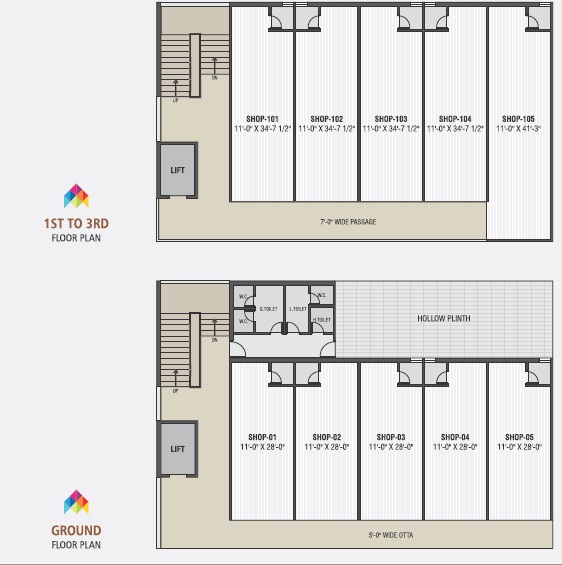 DN
UP
SHOP-101
11'-0" X 34'-7 1/2"
SHOP-102
11'-0" X 34'-7 1/2"
SHOP-103
11'-0" X 34'-7 1/2"
SHOP-104
11'-0" X 34'-7 1/2"
SHOP-105
11'-0" X 41'-3"
LIFT
7'-0" WIDE PASSAGE
1ST TO 3RD
FLOOR PLAN
W.C.
W.C.
G.TOILET
L.TOILET
W.C.
H.TOILET
HOLLOW PLINTH
DN
UP
SHOP-01
11'-0" X 28'-0"
SHOP-02
11'-0" X 28'-0"
SHOP-03
11'-0" X 28'-0"
SHOP-04
11'-0" X 28'-0"
SHOP-05
11'-0" X 28'-0"
LIFT
5'-0" WIDE OTTA
GROUND
FLOOR PLAN